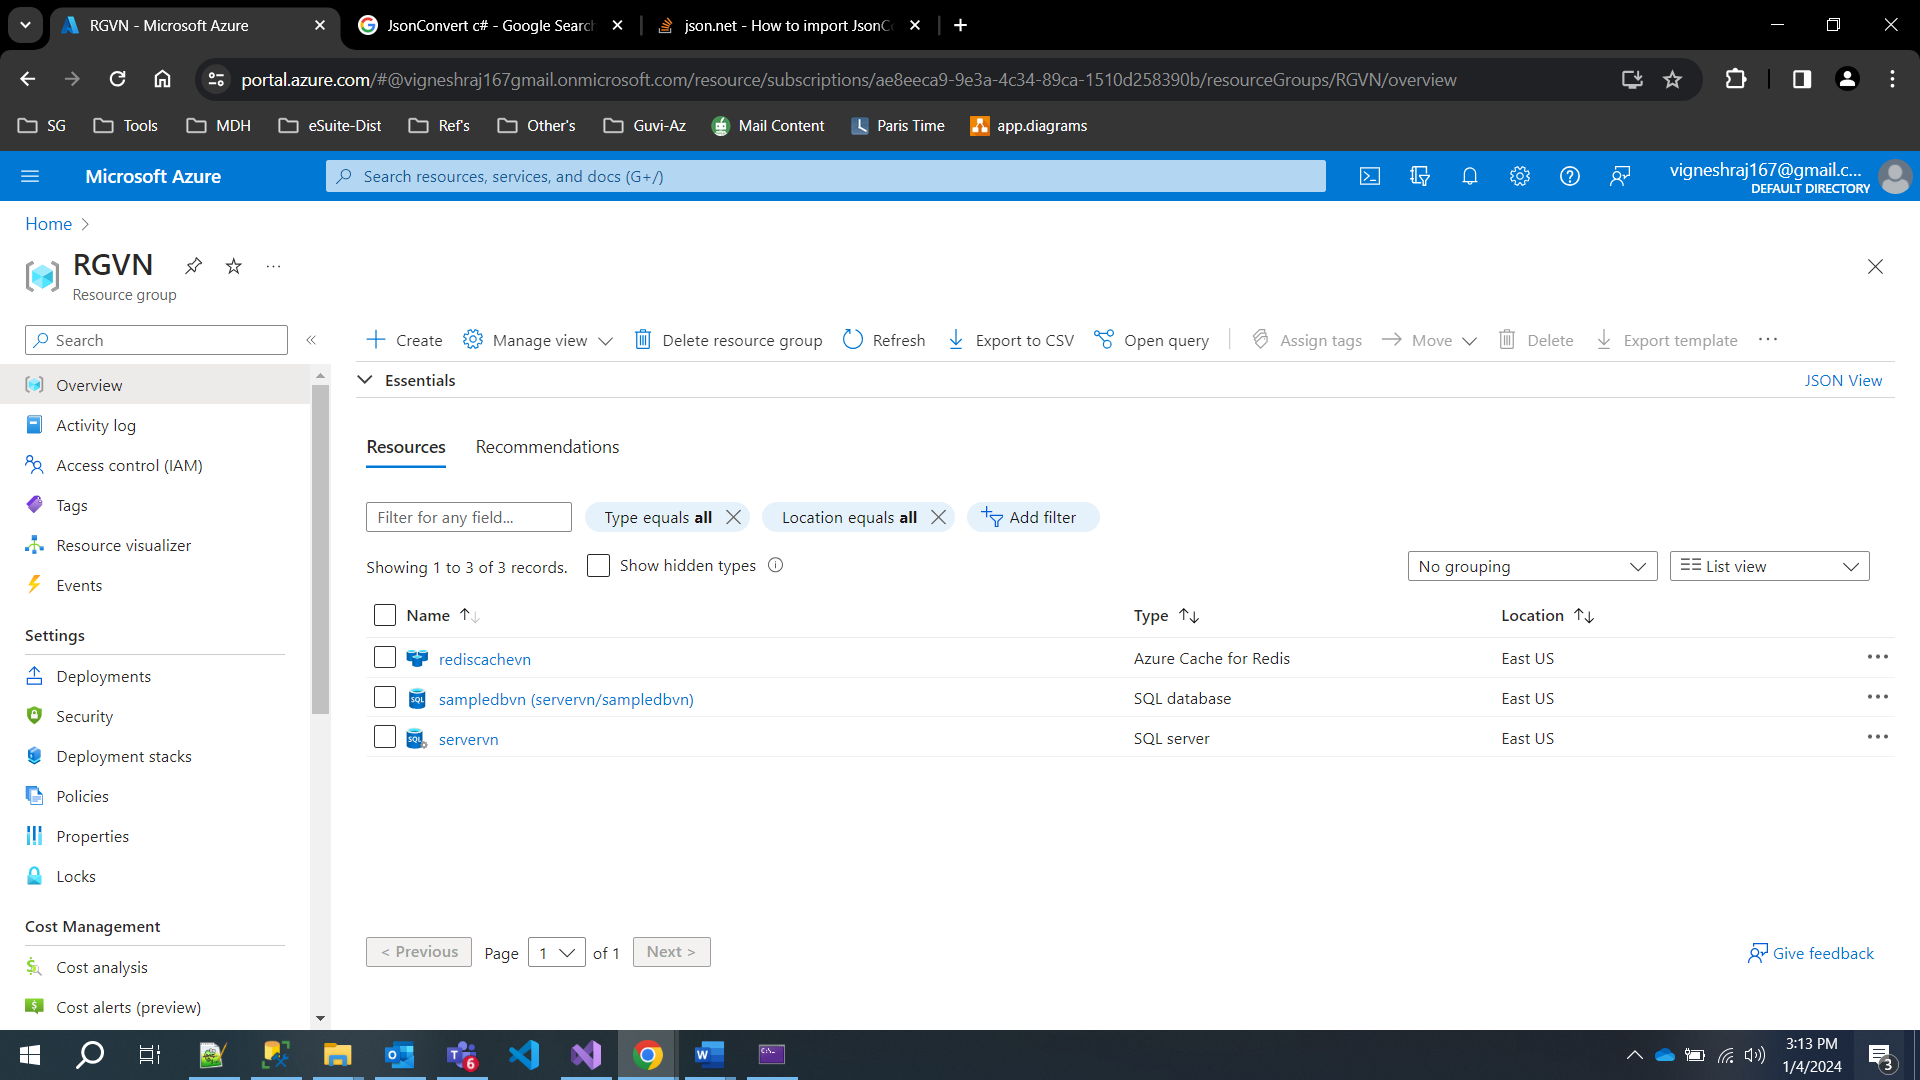 RGVN - Microsoft Azure
JsonConvert c# - Google Search
json.net - How to import JsonC
portal.azure.com/#@vigneshraj167gmail.onmicrosoft.com/resource/subscriptions/ae8eeca9-9e3a-4c34-89ca-1510d258390b/resourceGroups/RGVN/overview
SG Tools MDH eSuite-Dist Ref's Other's Guvi-Az Mail Content Paris Time app.diagrams
Microsoft Azure
Search resources, services, and docs (G+/)
vigneshraj167@gmail.c...
DEFAULT DIRECTORY
Home
RGVN
Resource group
Search
Create Manage view Delete resource group Refresh Export to CSV Open query Assign tags Move Delete Export template
Overview
Activity log
Access control (IAM)
Tags
Resource visualizer
Events
Settings
Deployments
Security
Deployment stacks
Policies
Properties
Locks
Cost Management
Cost analysis
Cost alerts (preview)
Essentials
JSON View
Resources Recommendations
Filter for any field...
Type equals all
Location equals all
Add filter
Showing 1 to 3 of 3 records.
Show hidden types
No grouping
List view
Name Type Location
rediscachevn Azure Cache for Redis East US
sampledbvn (servervn/sampledbvn) SQL database East US
servervn SQL server East US
< Previous Page 1 of 1 Next >
Give feedback
6
3:13 PM
1/4/2024
3